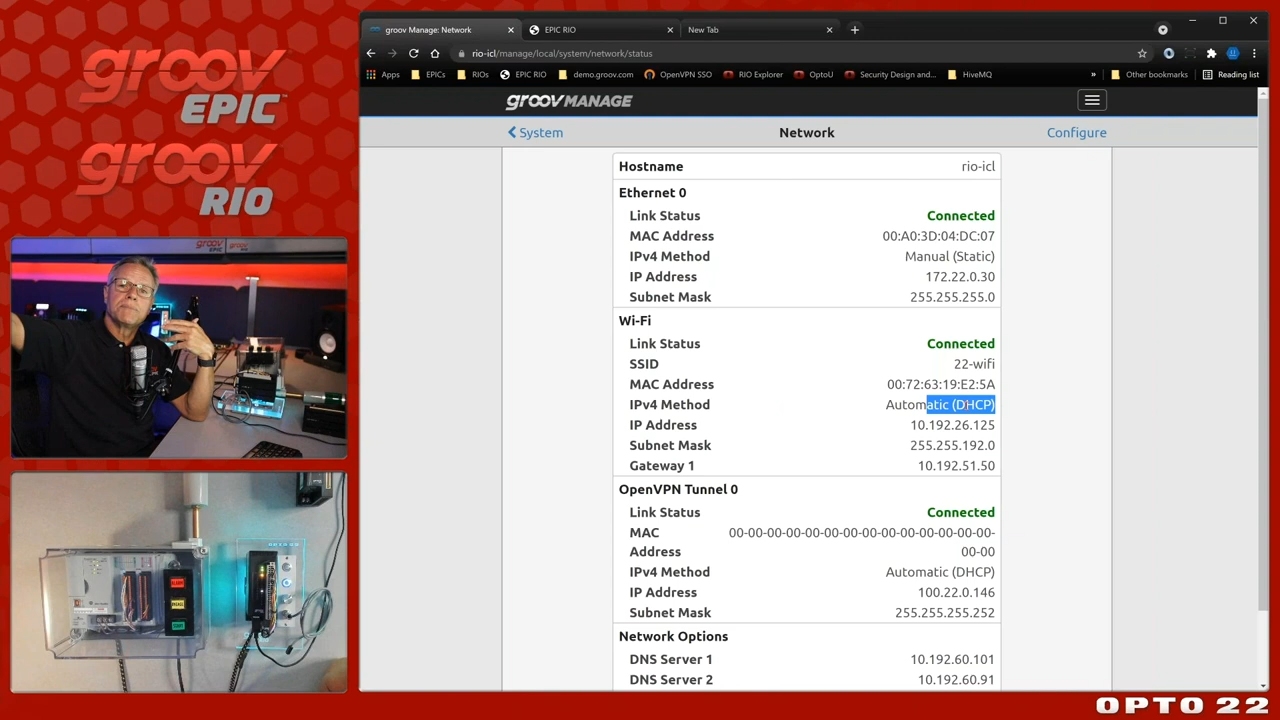 groov
EPIC™
groov
RIO
groov Manage: Network
EPIC RIO
New Tab
rio-icl/manage/local/system/network/status
Apps EPICs RIOs EPIC RIO demo.groov.com OpenVPN SSO RIO Explorer OptoU Security Design and... HiveMQ » Other bookmarks Reading list
groov MANAGE
System Network Configure
Hostname rio-icl
Ethernet 0
Link Status Connected
MAC Address 00:A0:3D:04:DC:07
IPv4 Method Manual (Static)
IP Address 172.22.0.30
Subnet Mask 255.255.255.0
Wi-Fi
Link Status Connected
SSID 22-wifi
MAC Address 00:72:63:19:E2:5A
IPv4 Method Automatic (DHCP)
IP Address 10.192.26.125
Subnet Mask 255.255.192.0
Gateway 1 10.192.51.50
OpenVPN Tunnel 0
Link Status Connected
MAC 00-00-00-00-00-00-00-00-00-00-00-00-00-00-
Address 00-00
IPv4 Method Automatic (DHCP)
IP Address 100.22.0.146
Subnet Mask 255.255.255.252
Network Options
DNS Server 1 10.192.60.101
DNS Server 2 10.192.60.91
OPTO 22